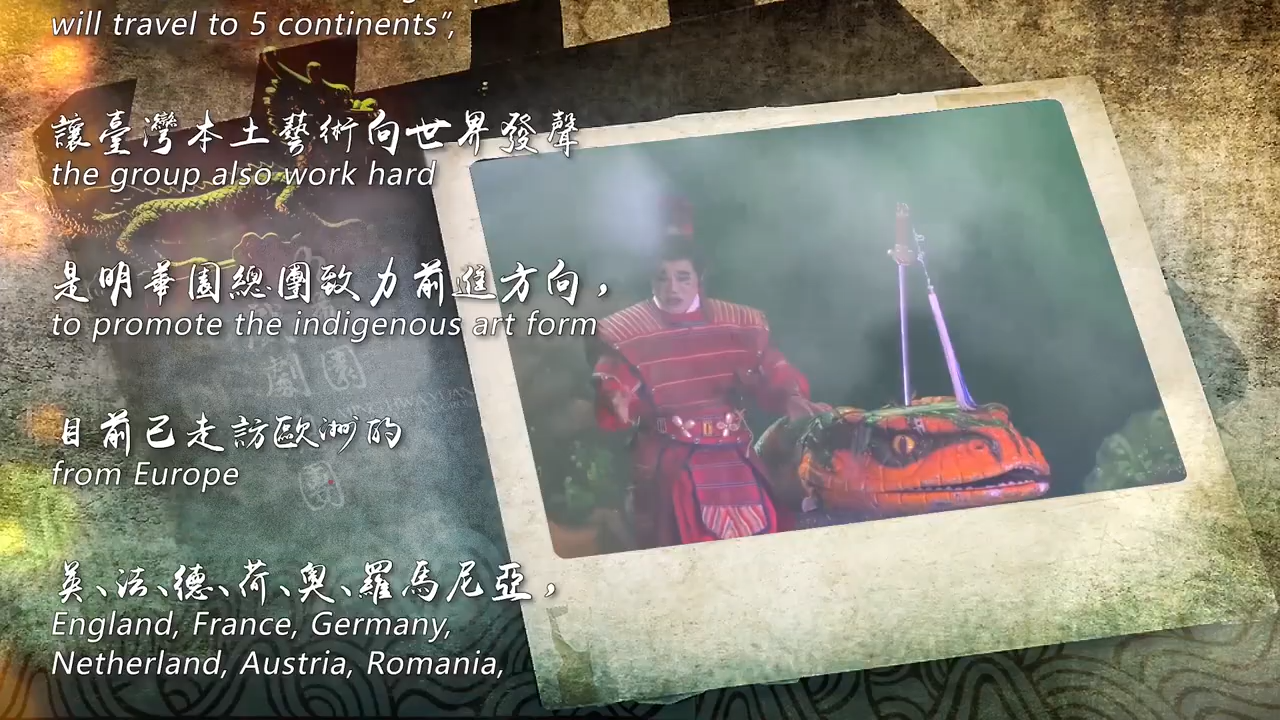 will travel to 5 continents”,
讓臺灣本土藝術向世界發聲
the group also work hard
是明華園總團致力前進方向，
to promote the indigenous art form
目前已走訪歐洲的
from Europe
英、法、德、荷、奧、羅馬尼亞，
England, France, Germany,
Netherland, Austria, Romania,